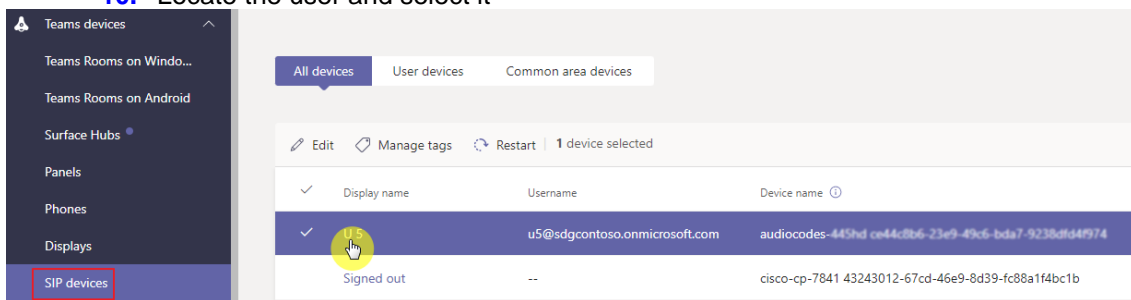 10. Locate the user and select it
Teams devices
Teams Rooms on Windo...
Teams Rooms on Android
Surface Hubs
Panels
Phones
Displays
SIP devices
All devices User devices Common area devices
Edit Manage tags Restart 1 device selected
Display name Username Device name
U 5 u5@sdgcontoso.onmicrosoft.com audiocodes-445hd ce44c8b6-23e9-49c6-bda7-9238dfd4f974
Signed out -- cisco-cp-7841 43243012-67cd-46e9-8d39-fc88a1f4bc1b